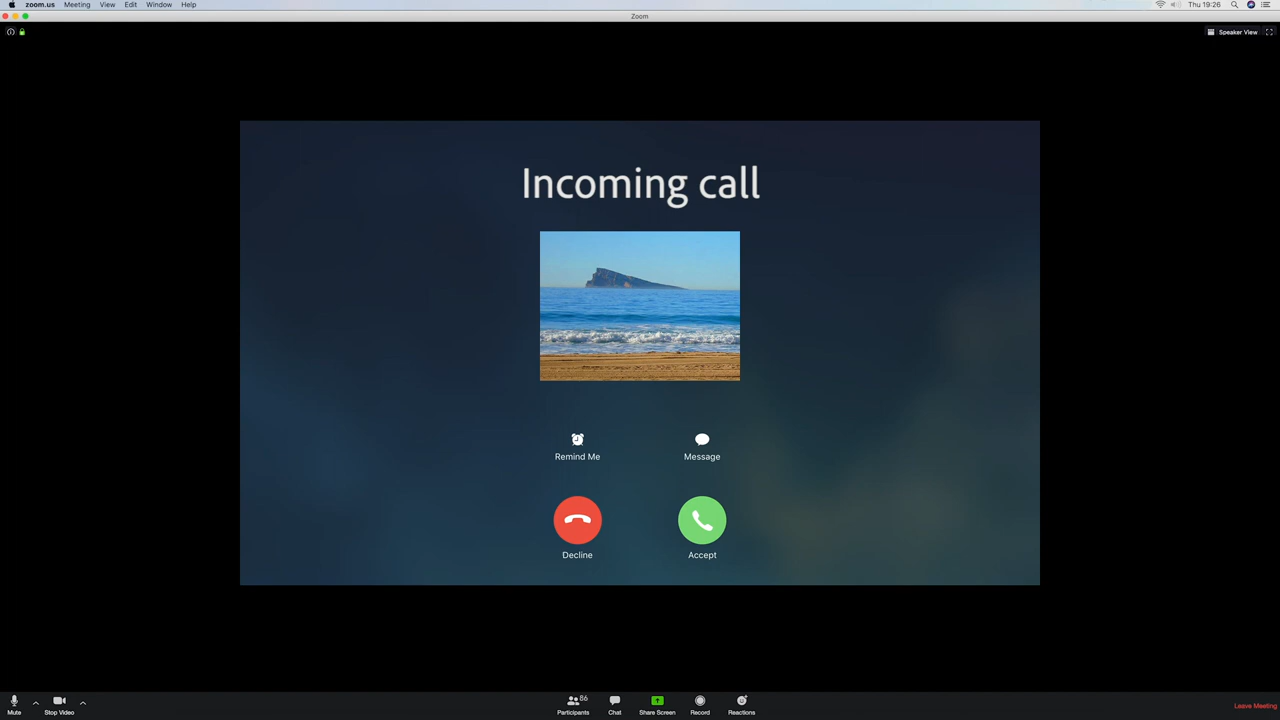 zoom.us Meeting View Edit Window Help Thu 19:26
Zoom
Speaker View
Incoming call
Remind Me Message
Decline Accept
86
Mute Stop Video Participants Chat Share Screen Record Reactions Leave Meeting